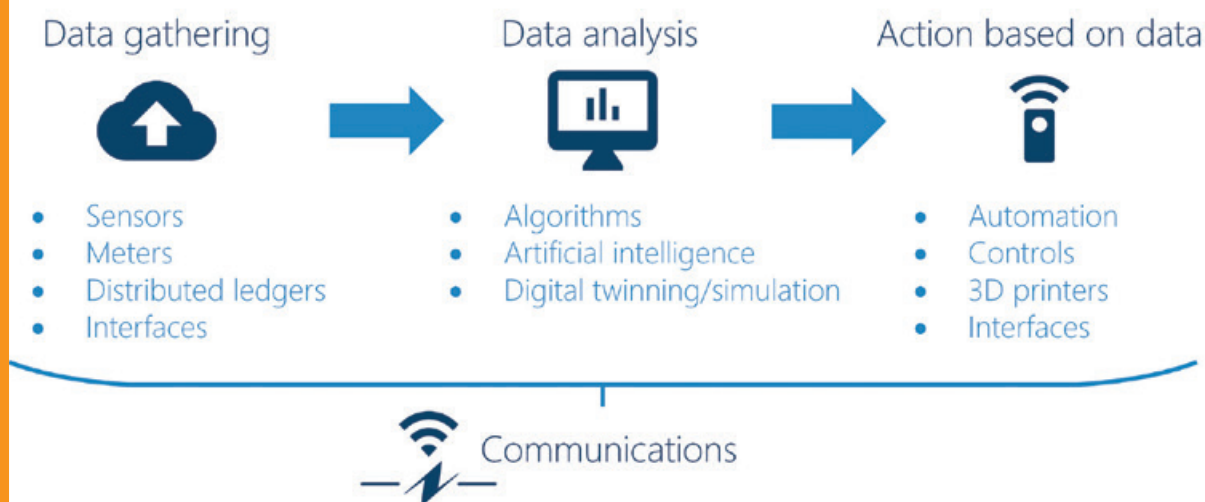 Data gathering
Data analysis
Action based on data
• Sensors
• Meters
• Distributed ledgers
• Interfaces
• Algorithms
• Artificial intelligence
• Digital twinning/simulation
• Automation
• Controls
• 3D printers
• Interfaces
Communications